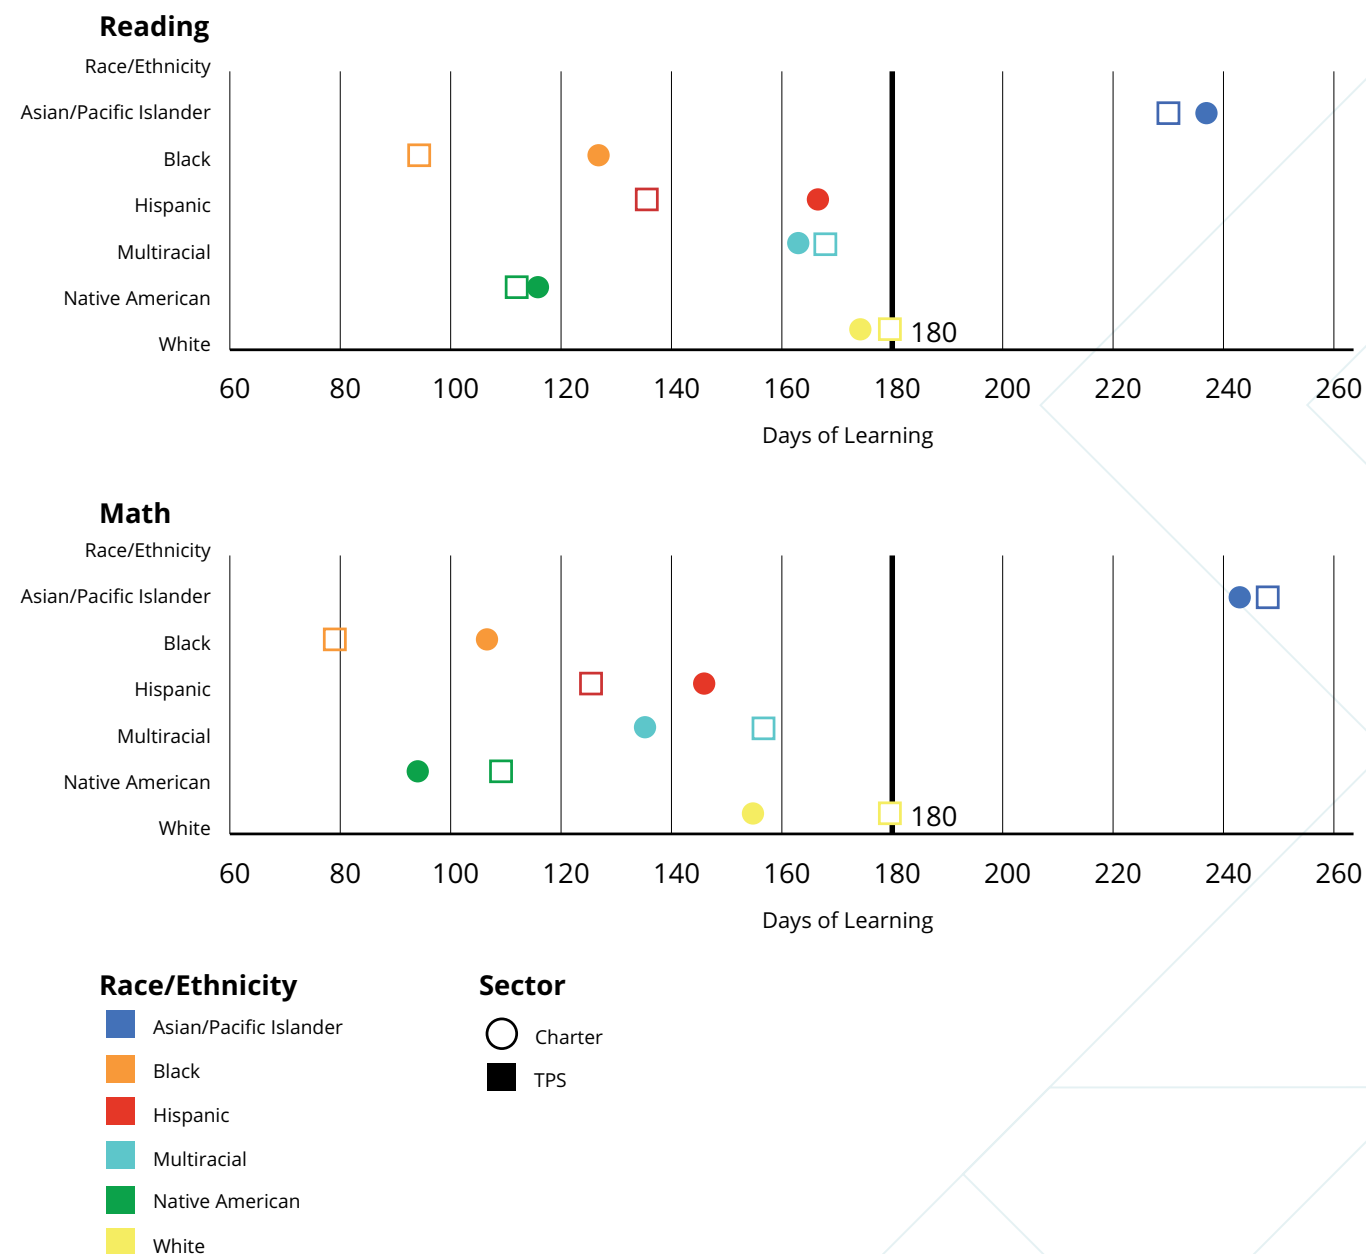 Reading
Race/Ethnicity
Asian/Pacific Islander
Black
Hispanic
Multiracial
Native American
White
180
60 80 100 120 140 160 180 200 220 240 260
Days of Learning
Math
Race/Ethnicity
Asian/Pacific Islander
Black
Hispanic
Multiracial
Native American
White
180
60 80 100 120 140 160 180 200 220 240 260
Days of Learning
Race/Ethnicity
Asian/Pacific Islander
Black
Hispanic
Multiracial
Native American
White
Sector
Charter
TPS